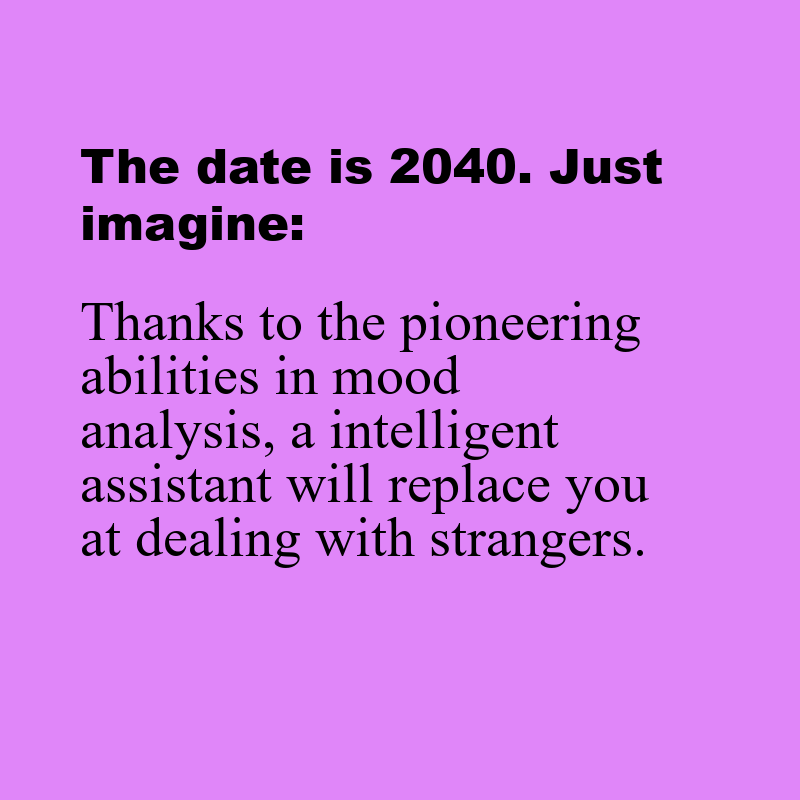 The date is 2040. Just
imagine:
Thanks to the pioneering
abilities in mood
analysis, a intelligent
assistant will replace you
at dealing with strangers.